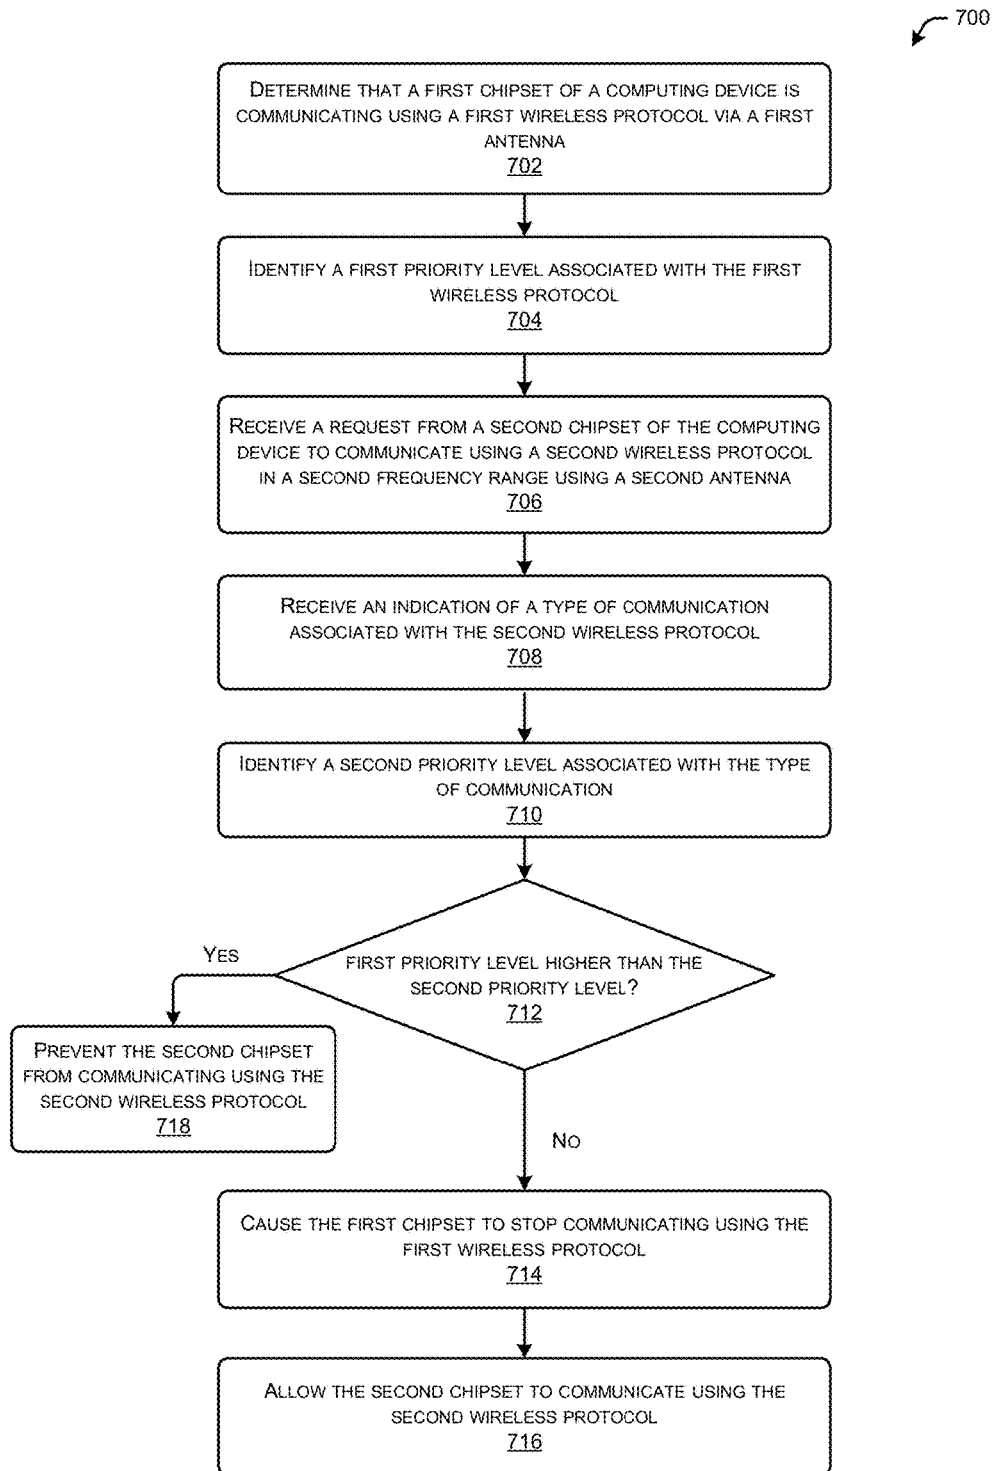 700
DETERMINE THAT A FIRST CHIPSET OF A COMPUTING DEVICE IS
COMMUNICATING USING A FIRST WIRELESS PROTOCOL VIA A FIRST
ANTENNA
702
IDENTIFY A FIRST PRIORITY LEVEL ASSOCIATED WITH THE FIRST
WIRELESS PROTOCOL
704
RECEIVE A REQUEST FROM A SECOND CHIPSET OF THE COMPUTING
DEVICE TO COMMUNICATE USING A SECOND WIRELESS PROTOCOL
IN A SECOND FREQUENCY RANGE USING A SECOND ANTENNA
706
RECEIVE AN INDICATION OF A TYPE OF COMMUNICATION
ASSOCIATED WITH THE SECOND WIRELESS PROTOCOL
708
IDENTIFY A SECOND PRIORITY LEVEL ASSOCIATED WITH THE TYPE
OF COMMUNICATION
710
FIRST PRIORITY LEVEL HIGHER THAN THE
SECOND PRIORITY LEVEL?
712
YES
PREVENT THE SECOND CHIPSET
FROM COMMUNICATING USING THE
SECOND WIRELESS PROTOCOL
718
NO
CAUSE THE FIRST CHIPSET TO STOP COMMUNICATING USING THE
FIRST WIRELESS PROTOCOL
714
ALLOW THE SECOND CHIPSET TO COMMUNICATE USING THE
SECOND WIRELESS PROTOCOL
716